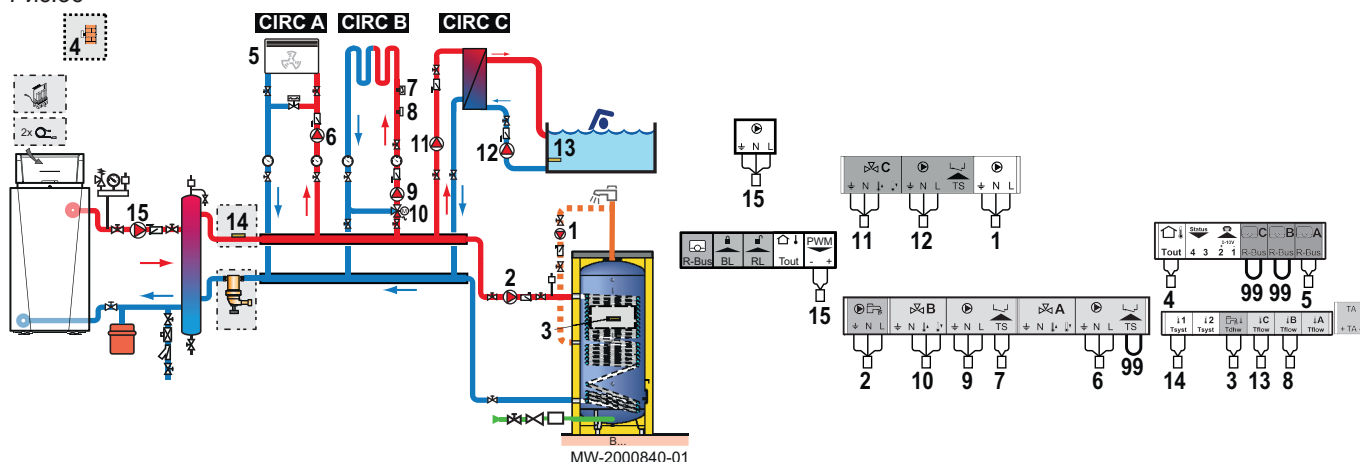 CIRC A CIRC B CIRC C
4
5
7
8
6
2x
11
12
13
9
10
15
14
1
2
3
B...
MW-2000840-01
N L
15
C
N
N L TS
N L
11 12 1
R-Bus BL RL Tout PWM
- +
15
Status
0-10V
C B A
Tout 4 3 2 1 R-Bus R-Bus R-Bus
4 99 99 5
B A
N L N N L TS N N L TS
2 10 9 7 6 99
1 2 C B A
Tsyst Tsyst Tdhw Tflow Tflow Tflow
14 3 13 8
TA
+ TA -